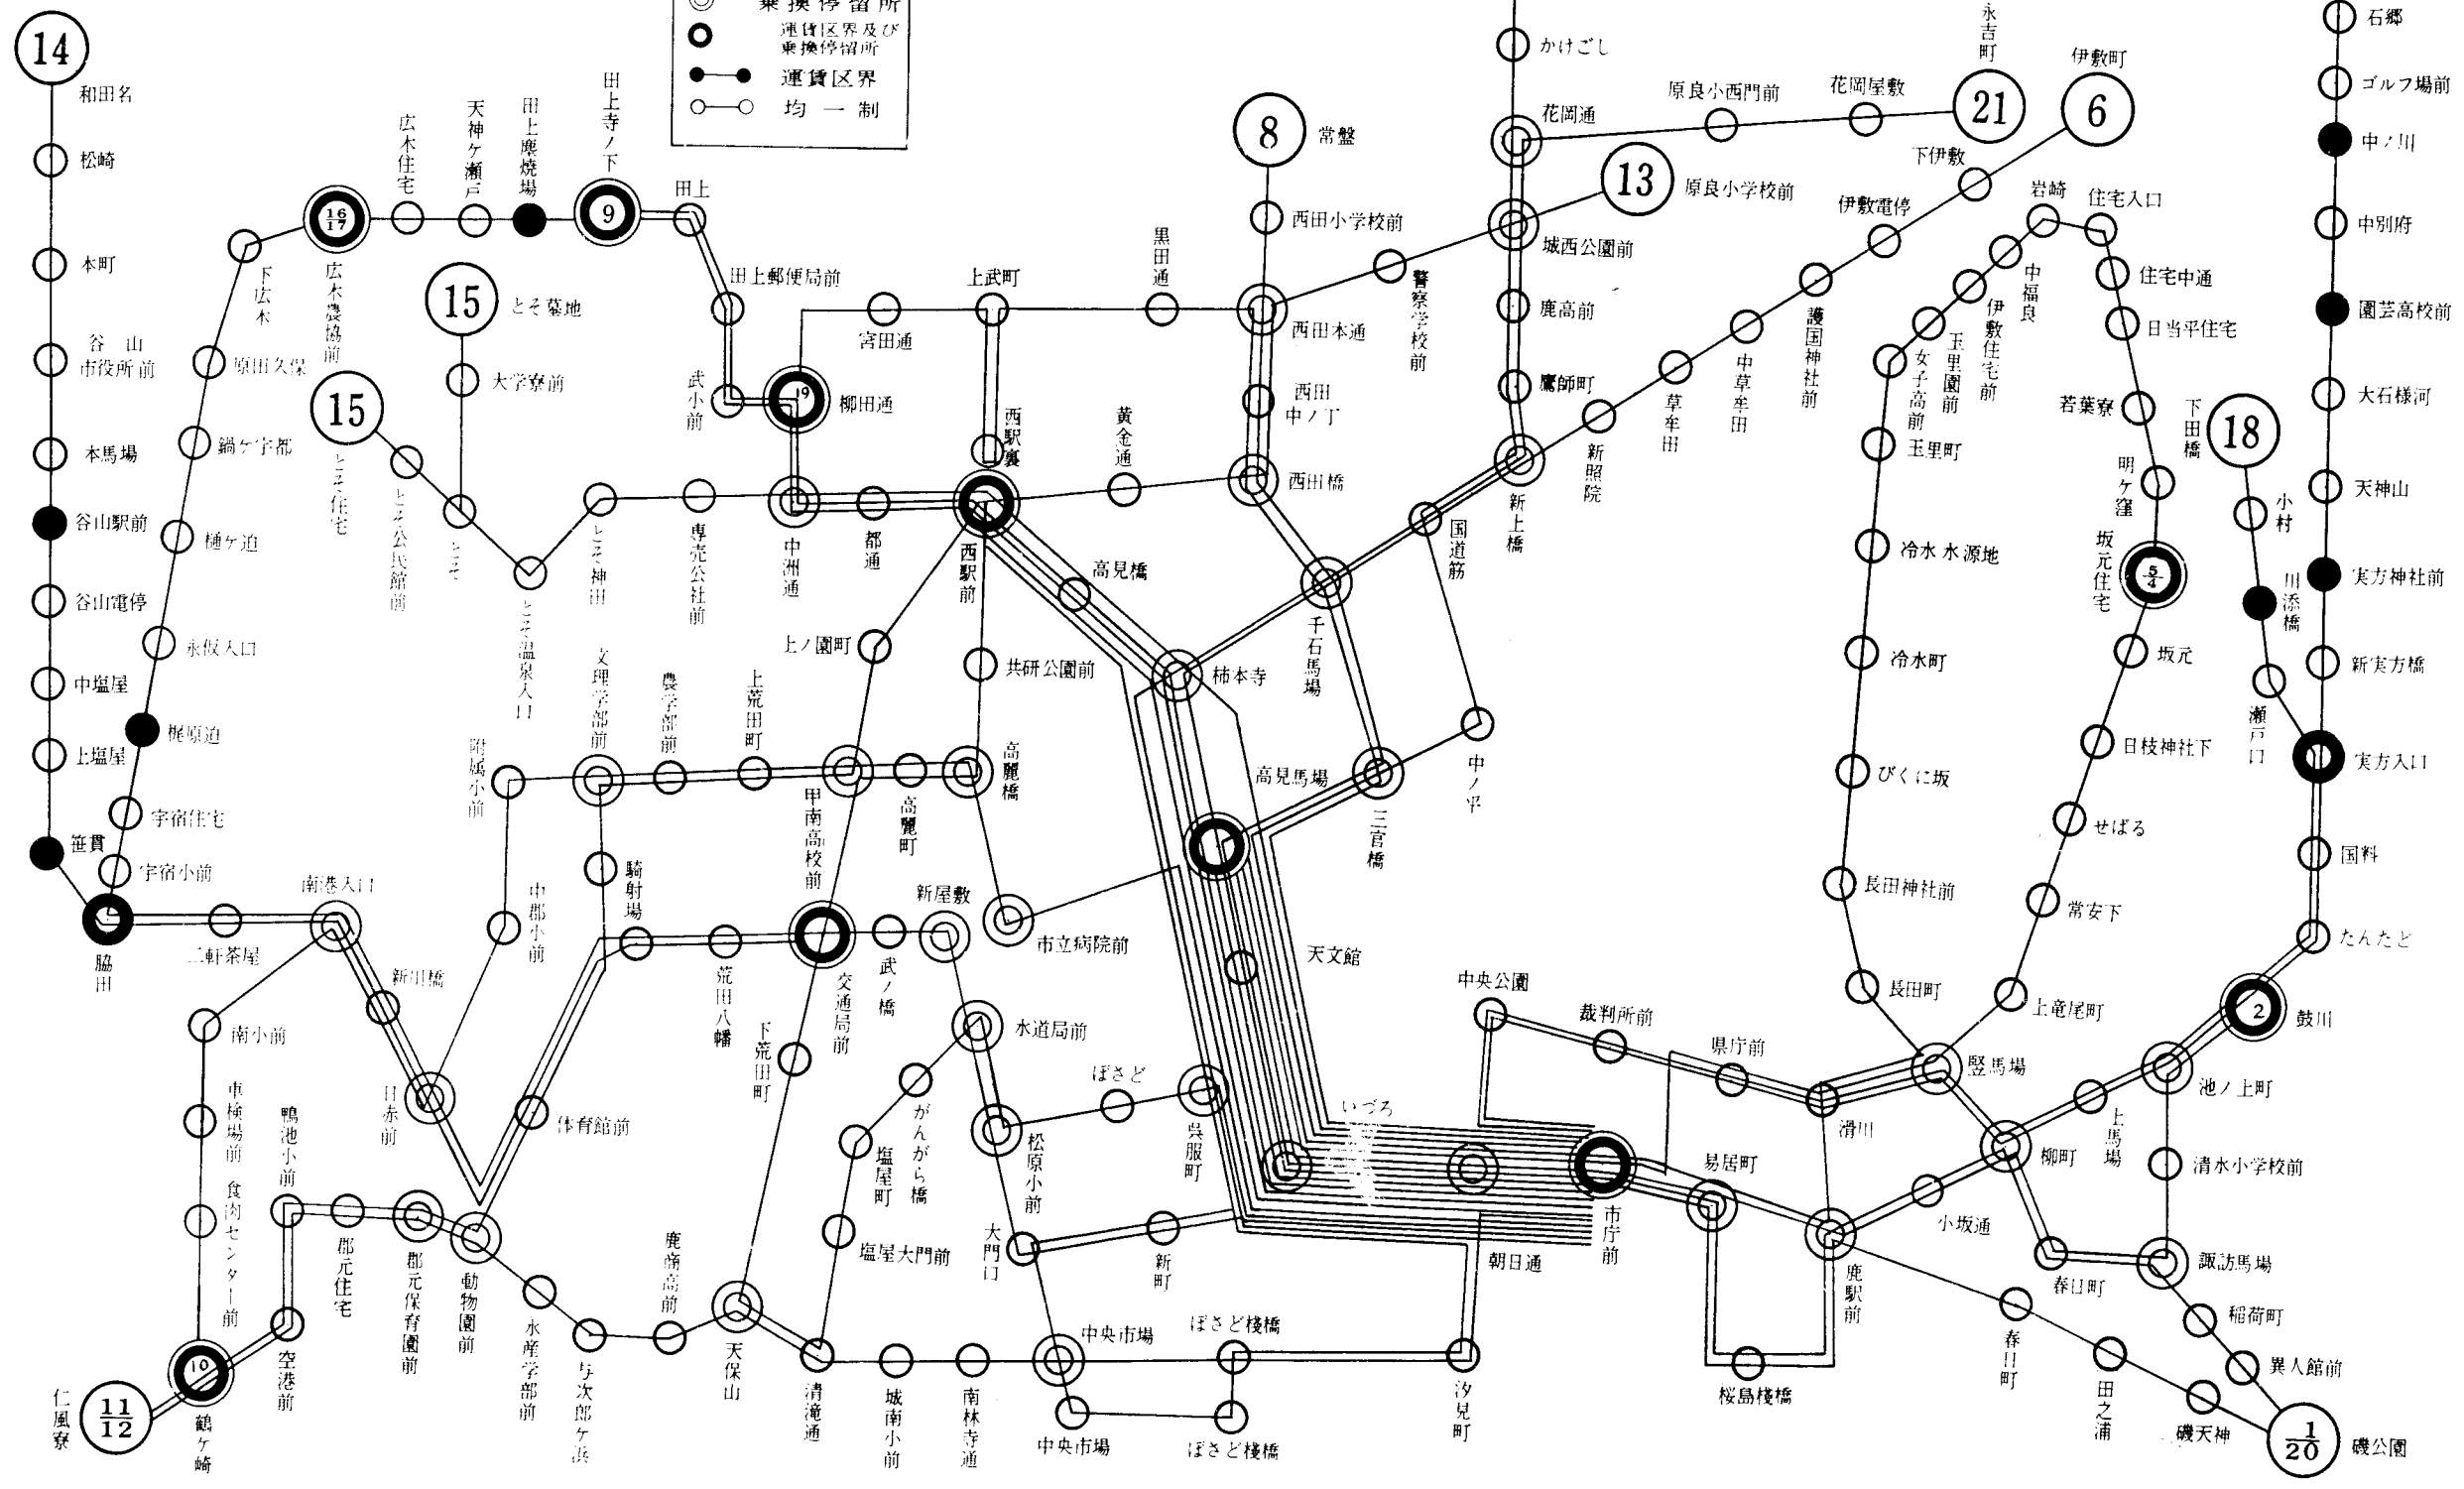 乗換停留所
運賃区界及び
乗換停留所
運賃区界
均一制
14
和田名
松崎
本町
谷山
市役所前
本馬場
谷山駅前
谷山電停
中塩屋
上塩屋
笹貫
脇田
下広木
原田久保
鍋ケ宇都
樋ケ迫
梶原迫
宇宿住宅
宇宿小前
16
17
広木農協前
広木住宅
天神ケ瀬戸
田上塵焼場
9
田上寺ノ下
田上
田上郵便局前
武小前
19
柳田通
宮田通
上武町
黒田通
西駅裏
15
とそ墓地
大学寮前
15
とそ住宅
とそ公民館前
とそ
とそ温泉入口
とそ神田
専売公社前
中洲通
都通
西駅前
黄金通
8
常盤
西田小学校前
西田本通
西田
中ノ丁
西田橋
13
原良小学校前
警察学校前
かけごし
花岡通
城西公園前
鹿高前
鷹師町
新上橋
原良小西門前
花岡屋敷
21
永吉町
6
伊敷町
下伊敷
伊敷電停
護国神社前
中草牟田
草牟田
新照院
国道筋
千石馬場
高見橋
柿本寺
高見馬場
三官橋
中ノ平
天文館
上ノ園町
共研公園前
文理学部前
農学部前
上荒田町
甲南高校前
高麗町
高麗橋
附属小前
中郡小前
騎射場
荒田八幡
交通局前
武ノ橋
新屋敷
市立病院前
水道局前
がんがら橋
塩屋町
塩屋大門前
松原小前
ぼさど
呉服町
大門口
新町
二軒茶屋
南港入口
新川橋
日赤前
南小前
車検場前
食肉センター前
10
鶴ケ崎
11
12
仁風寮
空港前
鴨池小前
郡元住宅
郡元保育園前
動物園前
体育館前
水産学部前
与次郎ケ浜
鹿商高前
下荒田町
天保山
清滝通
城南小前
南林寺通
中央市場
中央市場
ぼさど棧橋
ぼさど棧橋
汐見町
いづろ
朝日通
市庁前
中央公園
裁判所前
県庁前
滑川
易居町
桜島棧橋
鹿駅前
小坂通
柳町
竪馬場
上馬場
池ノ上町
清水小学校前
諏訪馬場
春日町
春日町
田之浦
磯天神
稲荷町
異人館前
1
20
磯公園
2
鼓川
たんたど
国料
実方入口
瀬戸口
川添橋
小村
18
下田橋
新実方橋
実方神社前
天神山
大石様河
園芸高校前
中別府
中ノ川
ゴルフ場前
石郷
岩崎
住宅入口
住宅中通
日当平住宅
若葉寮
明ケ窪
5
4
坂元住宅
坂元
日枝神社下
せばる
常安下
上竜尾町
中福良
伊敷住宅前
玉里園前
女子高前
玉里町
冷水水源地
冷水町
びくに坂
長田神社前
長田町